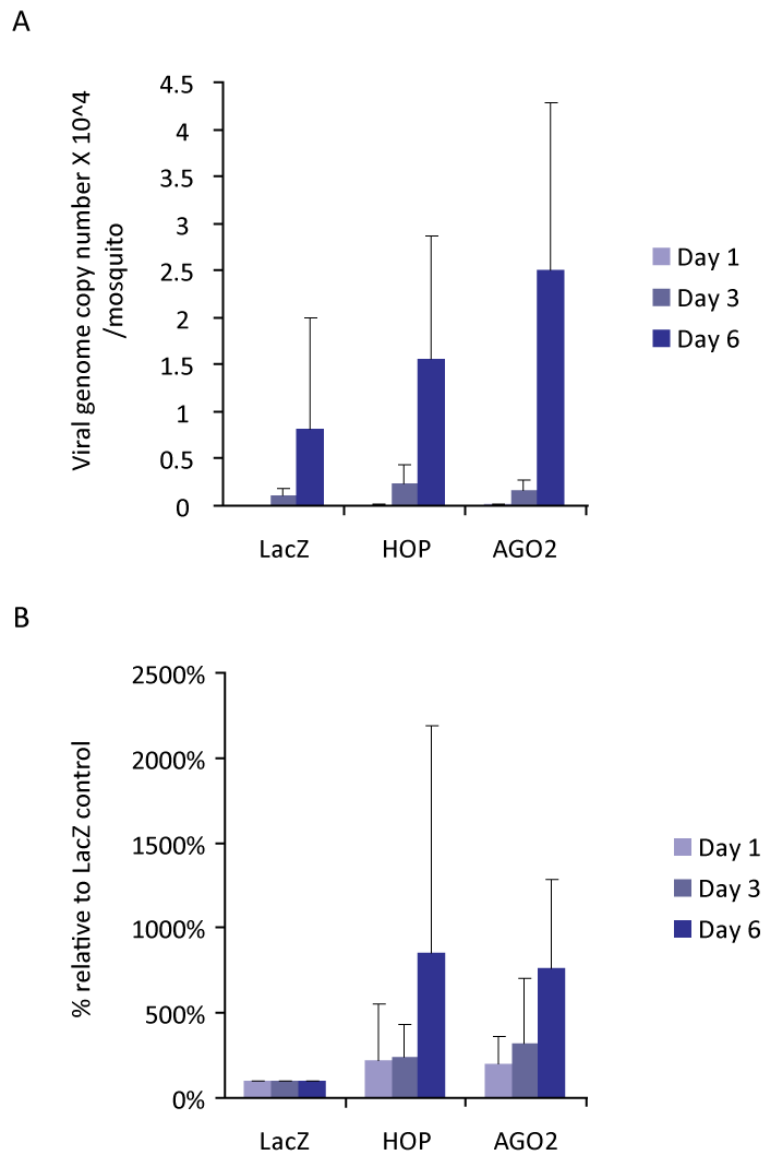 A
Viral genome copy number X 10^4
/mosquito
4.5
4
3.5
3
2.5
2
1.5
1
0.5
0
LacZ
HOP
AGO2
Day 1
Day 3
Day 6
B
% relative to LacZ control
2500%
2000%
1500%
1000%
500%
0%
LacZ
HOP
AGO2
Day 1
Day 3
Day 6